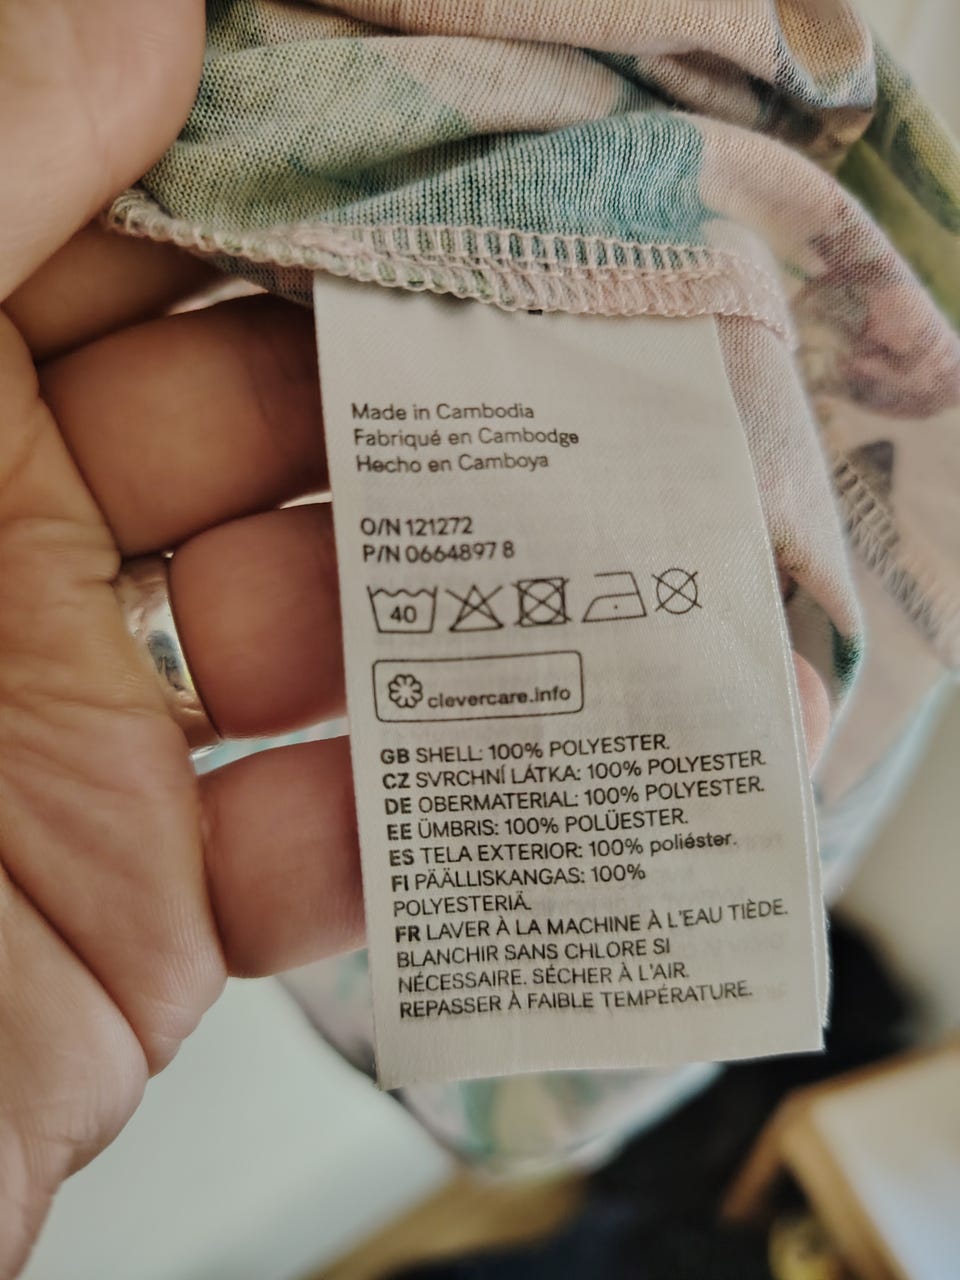 Made in Cambodia
Fabriqué en Cambodge
Hecho en Camboya
O/N 121272
P/N 0664897 8
40
clevercare.info
GB SHELL: 100% POLYESTER.
CZ SVRCHNÍ LÁTKA: 100% POLYESTER.
DE OBERMATERIAL: 100% POLYESTER.
EE ÜMBRIS: 100% POLÜESTER.
ES TELA EXTERIOR: 100% poliéster.
FI PÄÄLLISKANGAS: 100%
POLYESTERIÄ.
FR LAVER À LA MACHINE À L'EAU TIÈDE.
BLANCHIR SANS CHLORE SI
NÉCESSAIRE. SÉCHER À L'AIR.
REPASSER À FAIBLE TEMPÉRATURE.